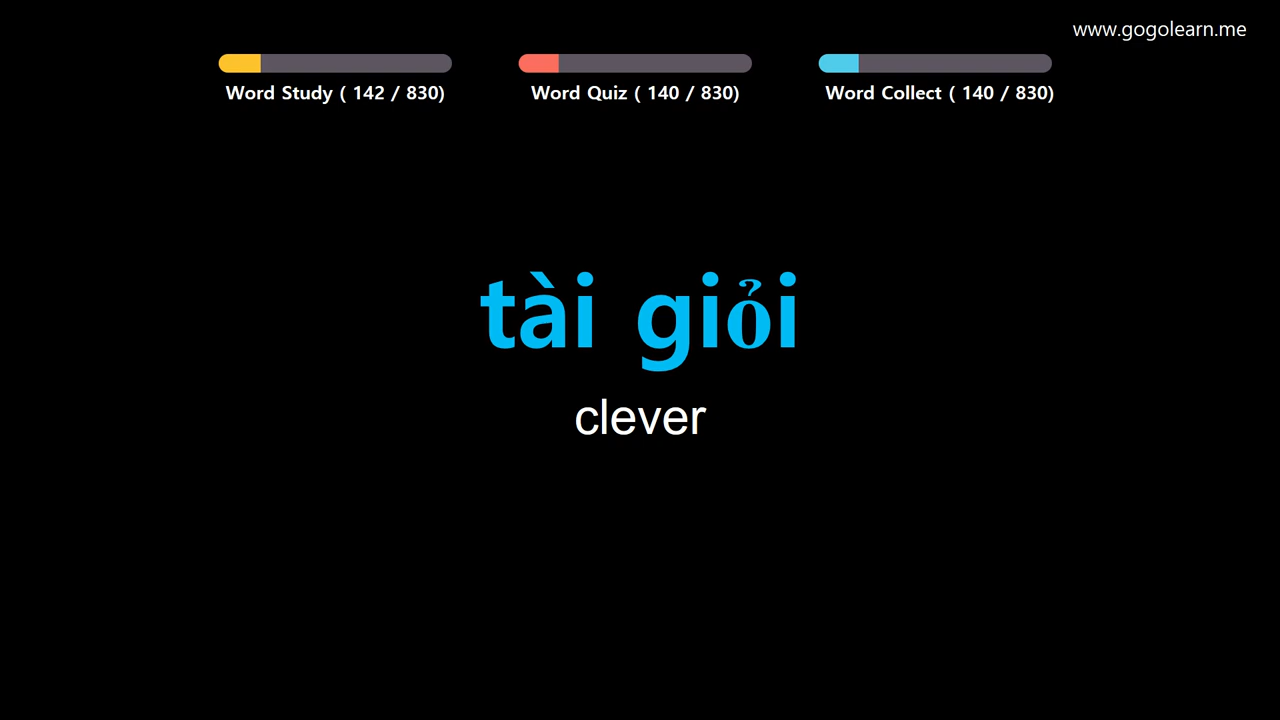 www.gogolearn.me
Word Study ( 142 / 830)
Word Quiz ( 140 / 830)
Word Collect ( 140 / 830)
tài giỏi
clever